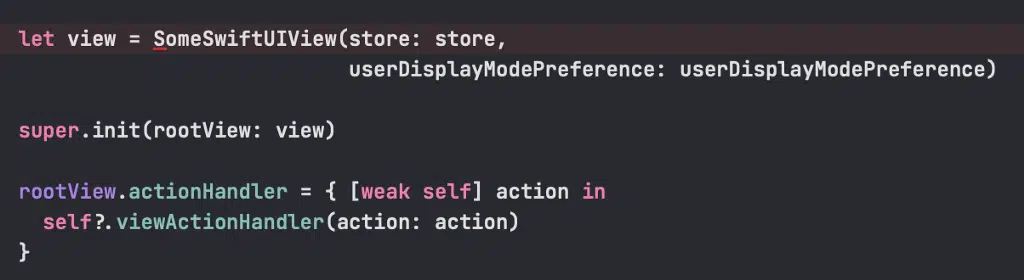 let view = SomeSwiftUIView(store: store,
userDisplayModePreference: userDisplayModePreference)
super.init(rootView: view)
rootView.actionHandler = { [weak self] action in
self?.viewActionHandler(action: action)
}